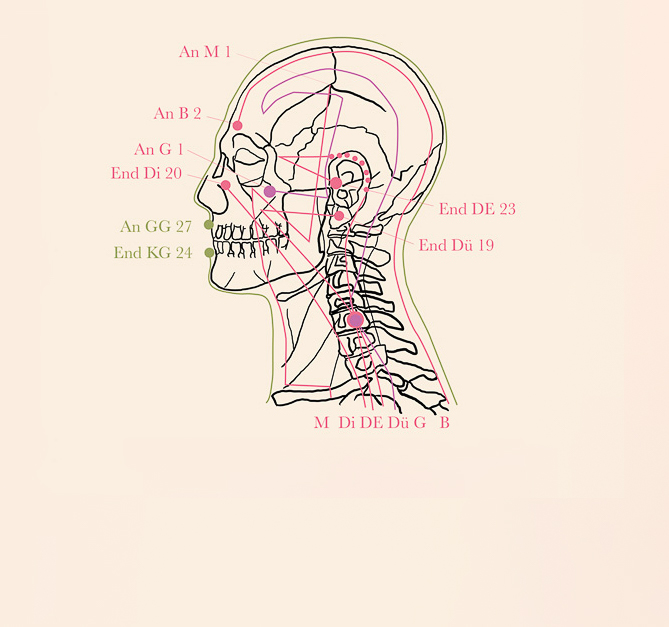 An M 1
An B 2
An G 1
End Di 20
End DE 23
An GG 27
End Dü 19
End KG 24
M Di DE Dü G B